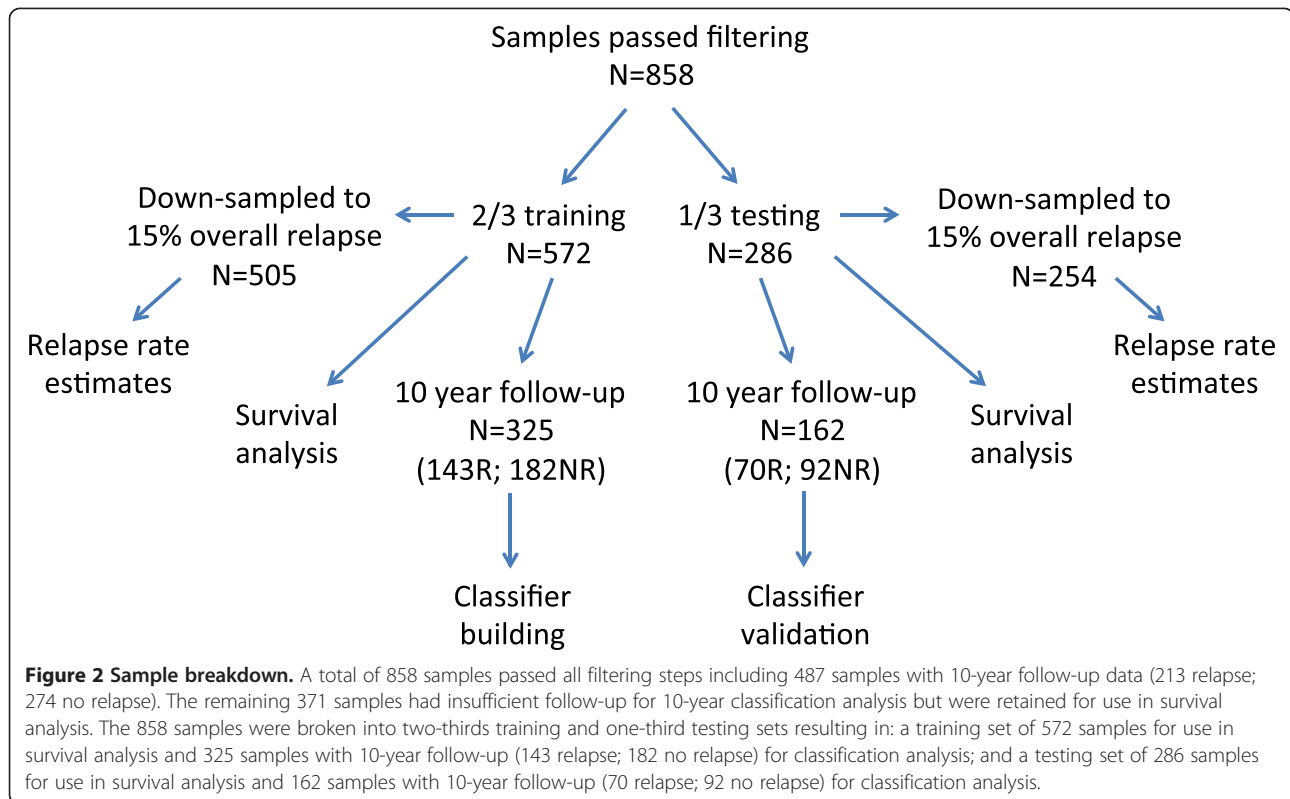 Samples passed filtering
N=858
Down-sampled to
15% overall relapse
N=505
2/3 training
N=572
1/3 testing
N=286
Down-sampled to
15% overall relapse
N=254
Relapse rate
estimates
Survival
analysis
10 year follow-up
N=325
(143R; 182NR)
10 year follow-up
N=162
(70R; 92NR)
Survival
analysis
Relapse rate
estimates
Classifier
building
Classifier
validation
Figure 2 Sample breakdown. A total of 858 samples passed all filtering steps including 487 samples with 10-year follow-up data (213 relapse;
274 no relapse). The remaining 371 samples had insufficient follow-up for 10-year classification analysis but were retained for use in survival
analysis. The 858 samples were broken into two-thirds training and one-third testing sets resulting in: a training set of 572 samples for use in
survival analysis and 325 samples with 10-year follow-up (143 relapse; 182 no relapse) for classification analysis; and a testing set of 286 samples
for use in survival analysis and 162 samples with 10-year follow-up (70 relapse; 92 no relapse) for classification analysis.